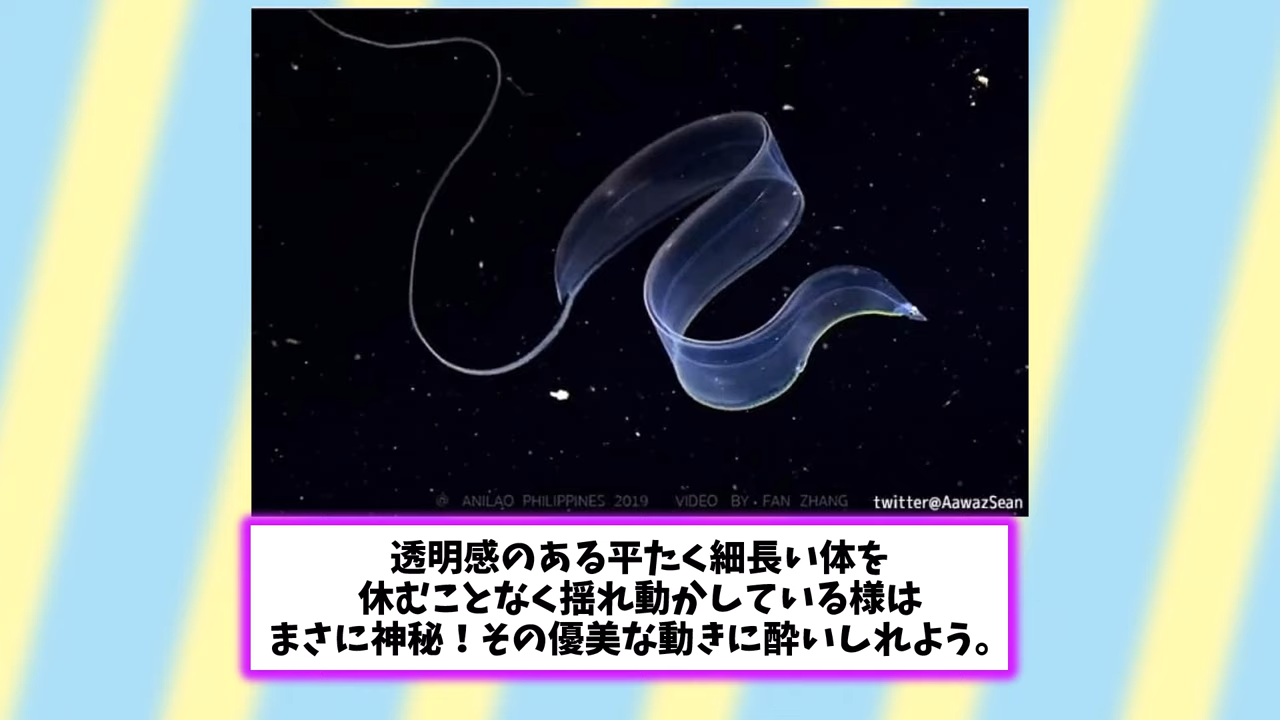 @ ANILAO PHILIPPINES 2019 VIDEO BY · FAN ZHANG
twitter@AawazSean
透明感のある平たく細長い体を
休むことなく揺れ動かしている様は
まさに神秘！その優美な動きに酔いしれよう。